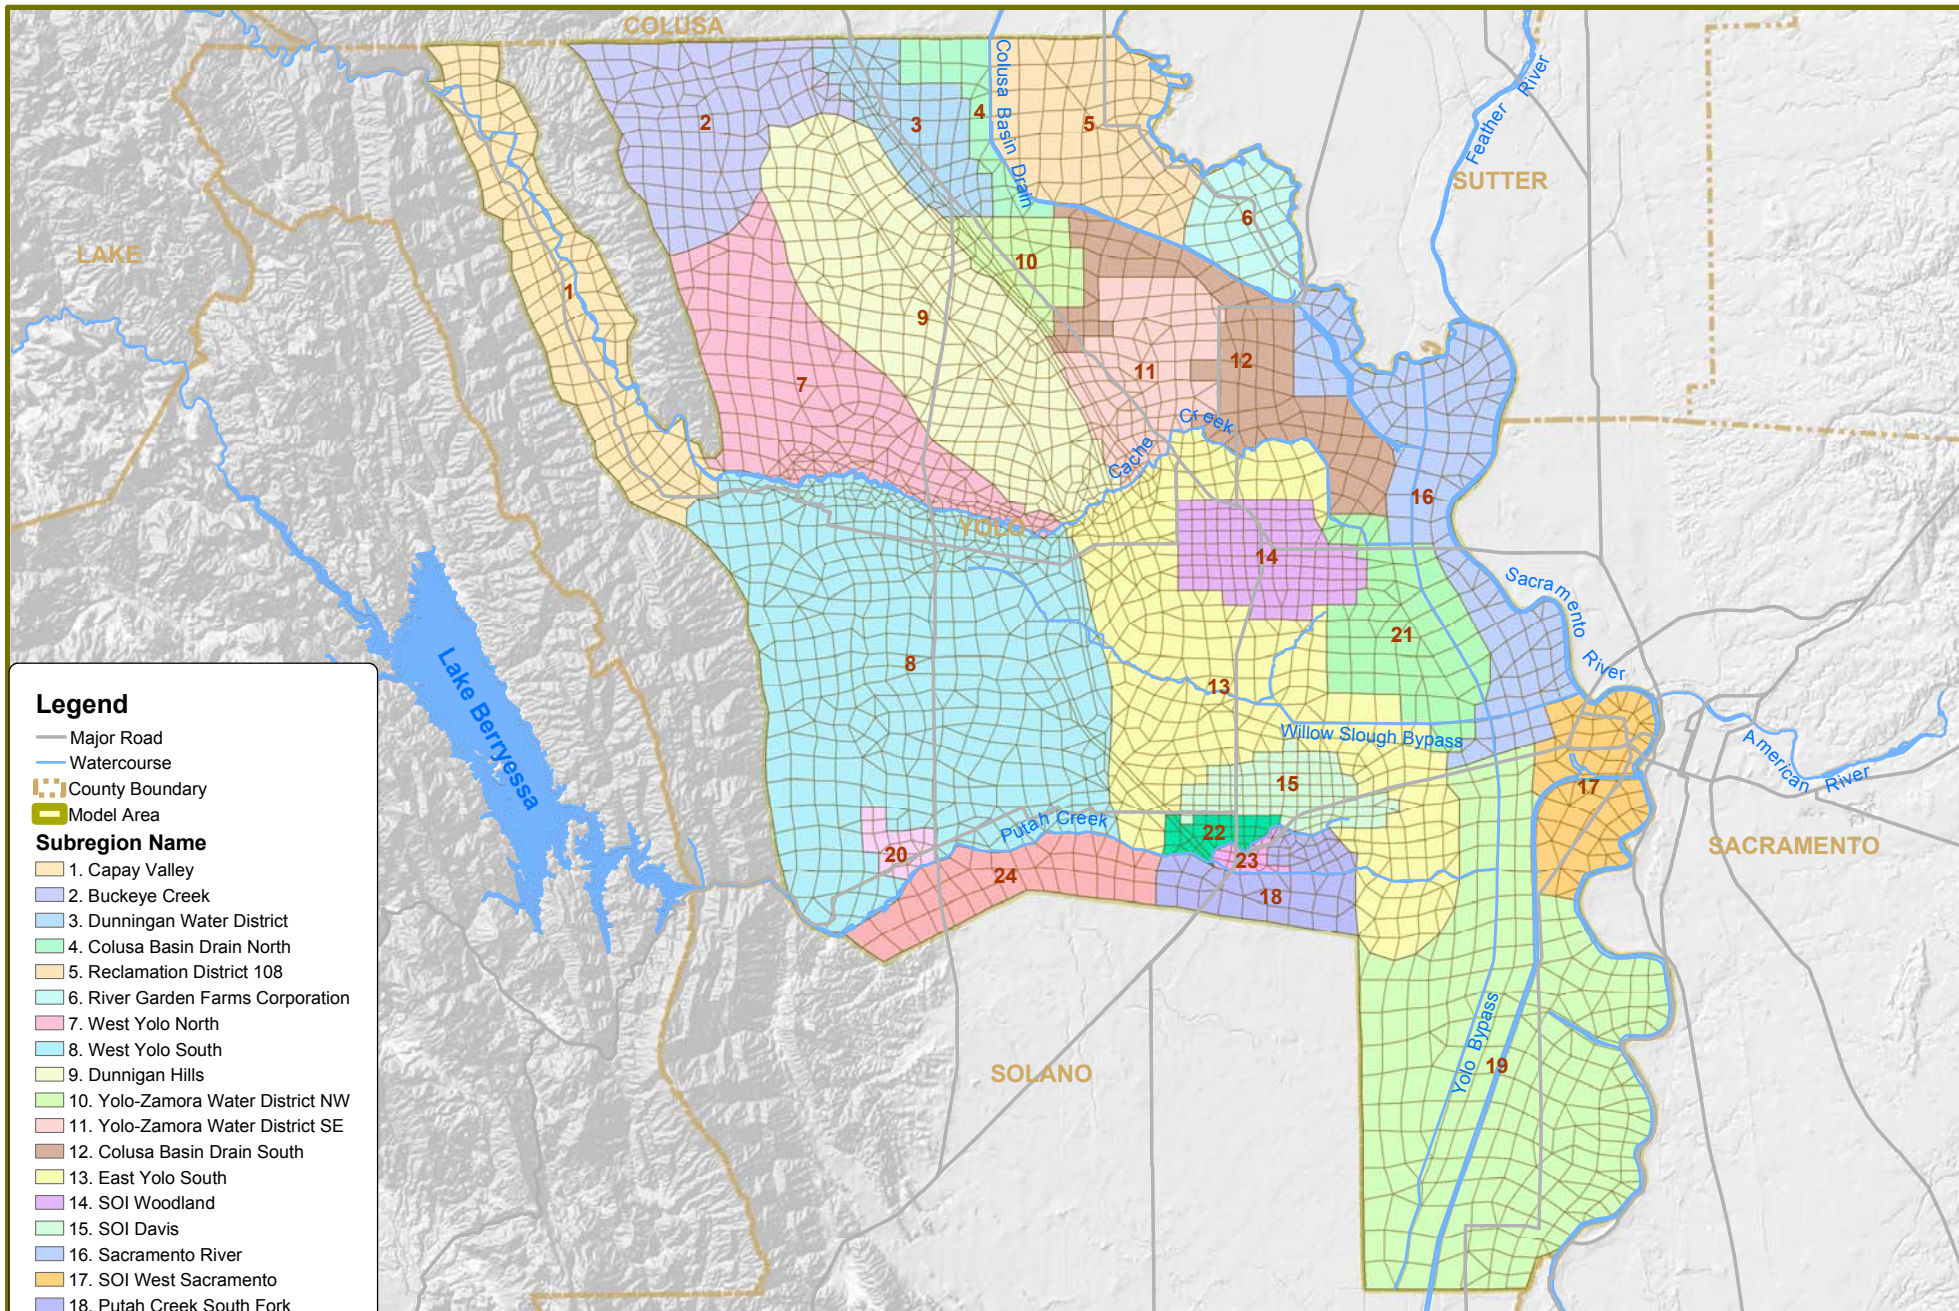 COLUSA
Colusa Basin Drain
Feather River
SUTTER
LAKE
2
3
4
5
6
1
10
9
7
11
12
Cache Creek
16
YOLO
14
Sacramento River
21
8
13
Willow Slough Bypass
15
17
American River
Lake Berryessa
Putah Creek
22
20
23
24
18
SACRAMENTO
SOLANO
Yolo Bypass
19
Legend
Major Road
Watercourse
County Boundary
Model Area
Subregion Name
1. Capay Valley
2. Buckeye Creek
3. Dunningan Water District
4. Colusa Basin Drain North
5. Reclamation District 108
6. River Garden Farms Corporation
7. West Yolo North
8. West Yolo South
9. Dunnigan Hills
10. Yolo-Zamora Water District NW
11. Yolo-Zamora Water District SE
12. Colusa Basin Drain South
13. East Yolo South
14. SOI Woodland
15. SOI Davis
16. Sacramento River
17. SOI West Sacramento
18. Putah Creek South Fork